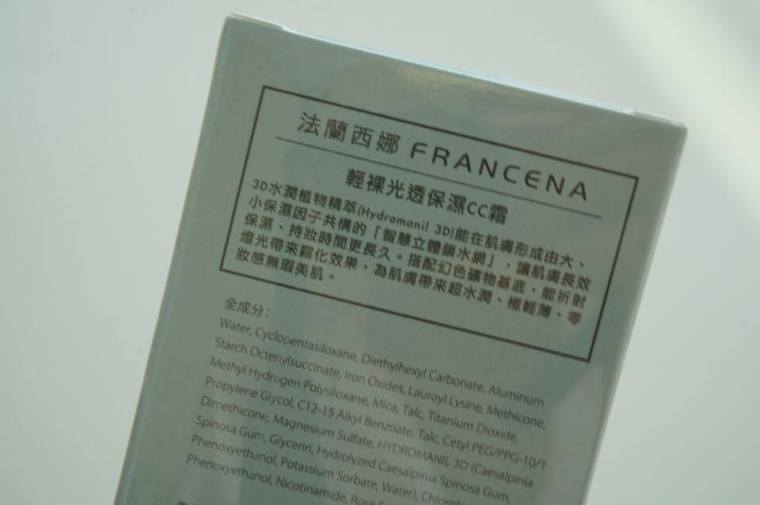 法蘭西娜 FRANCENA
輕裸光透保濕CC霜
3D水潤植物精萃(Hydromanil 3D)能在肌膚形成由大、
小保濕因子共構的「智慧立體鎖水網」，讓肌膚長效
保濕、持妝時間更長久。搭配幻色礦物基底，能折射
燈光帶來霧化效果，為肌膚帶來超水潤、極輕薄、零
妝感無瑕美肌。
全成分：
Water, Cyclopentasiloxane, Diethylhexyl Carbonate, Aluminum
Starch Octenylsuccinate, Iron Oxides, Lauroyl Lysine, Methicone,
Methyl Hydrogen Polysiloxane, Mica, Talc, Titanium Dioxide,
Propylene Glycol, C12-15 Alkyl Benzoate, Talc, Cetyl PEG/PPG-10/1
Dimethicone, Magnesium Sulfate, HYDROMANIL 3D (Caesalpinia
Spinosa Gum, Glycerin, Hydrolyzed Caesalpinia Spinosa Gum,
Phenoxyethanol, Potassium Sorbate, Water),
Phenoxyethanol, Nicotinamide,